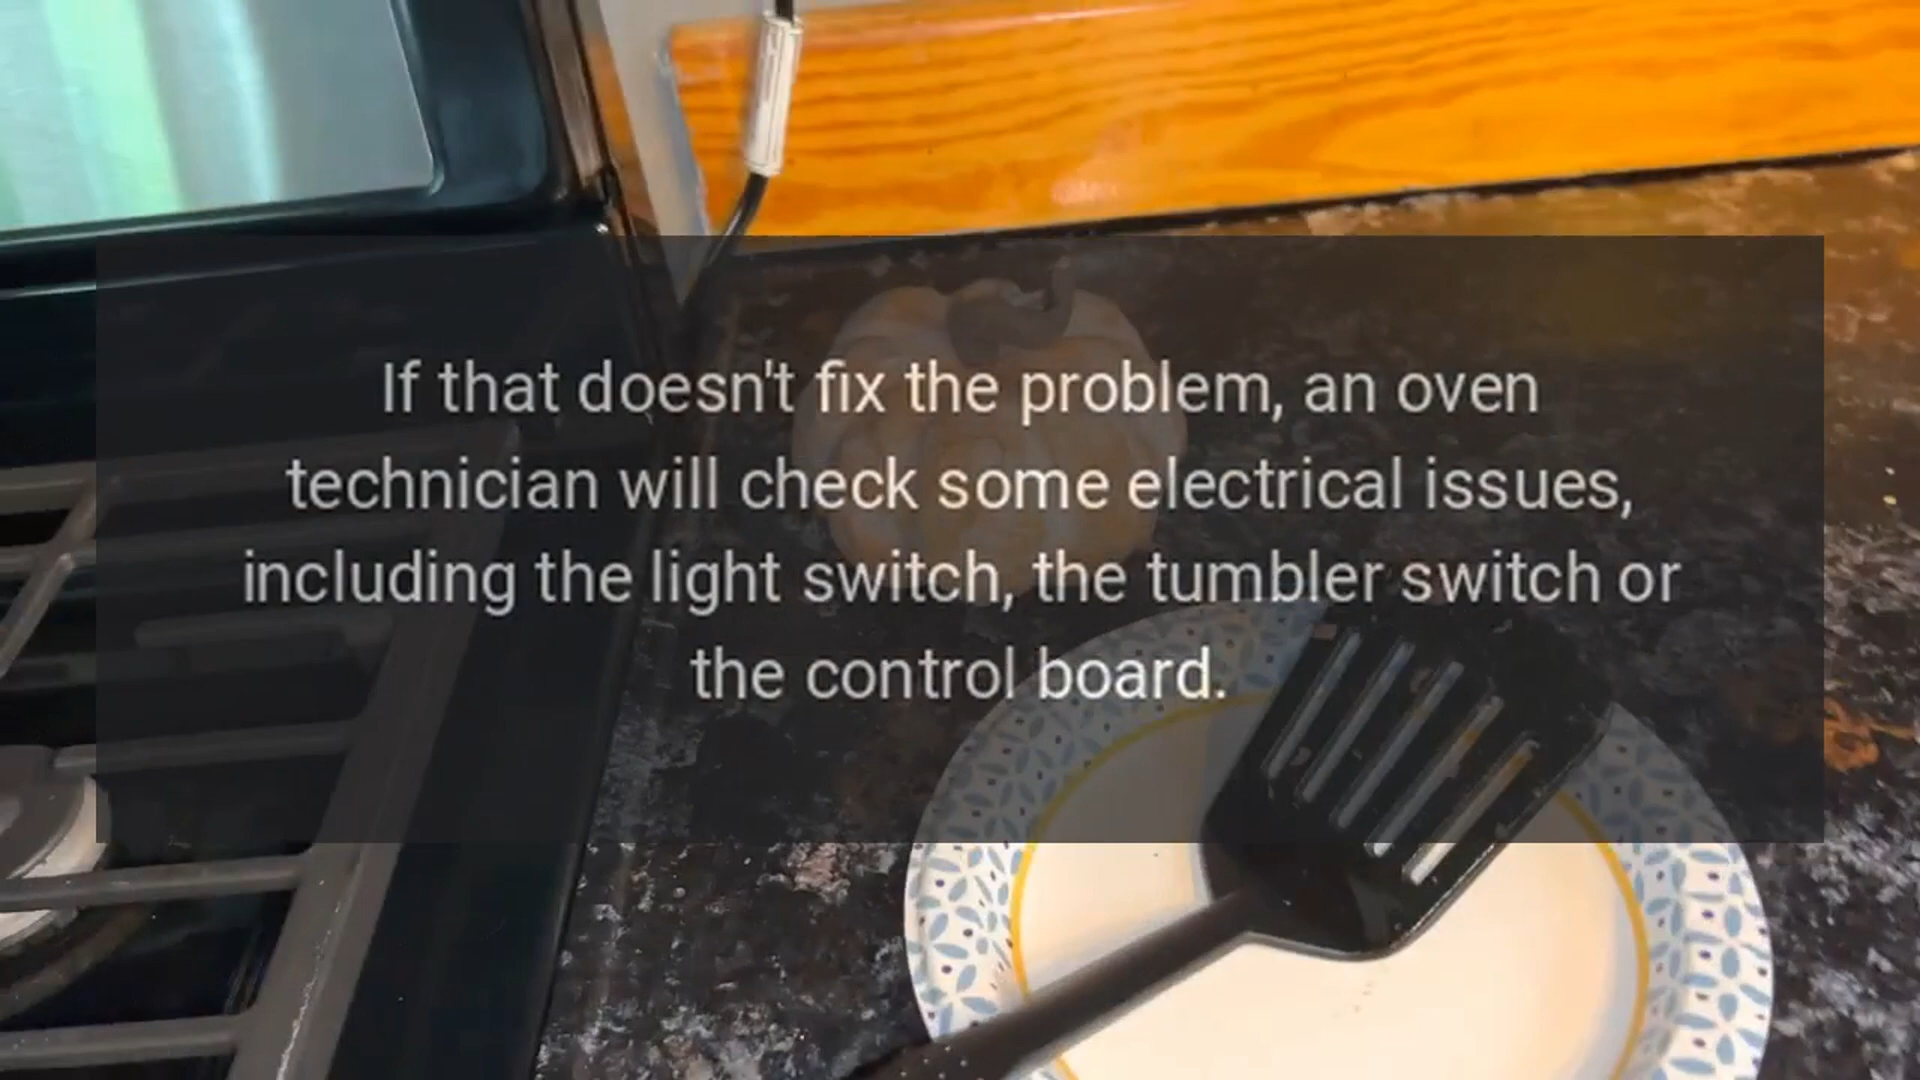 If that doesn't fix the problem, an oven
technician will check some electrical issues,
including the light switch, the tumbler switch or
the control board.